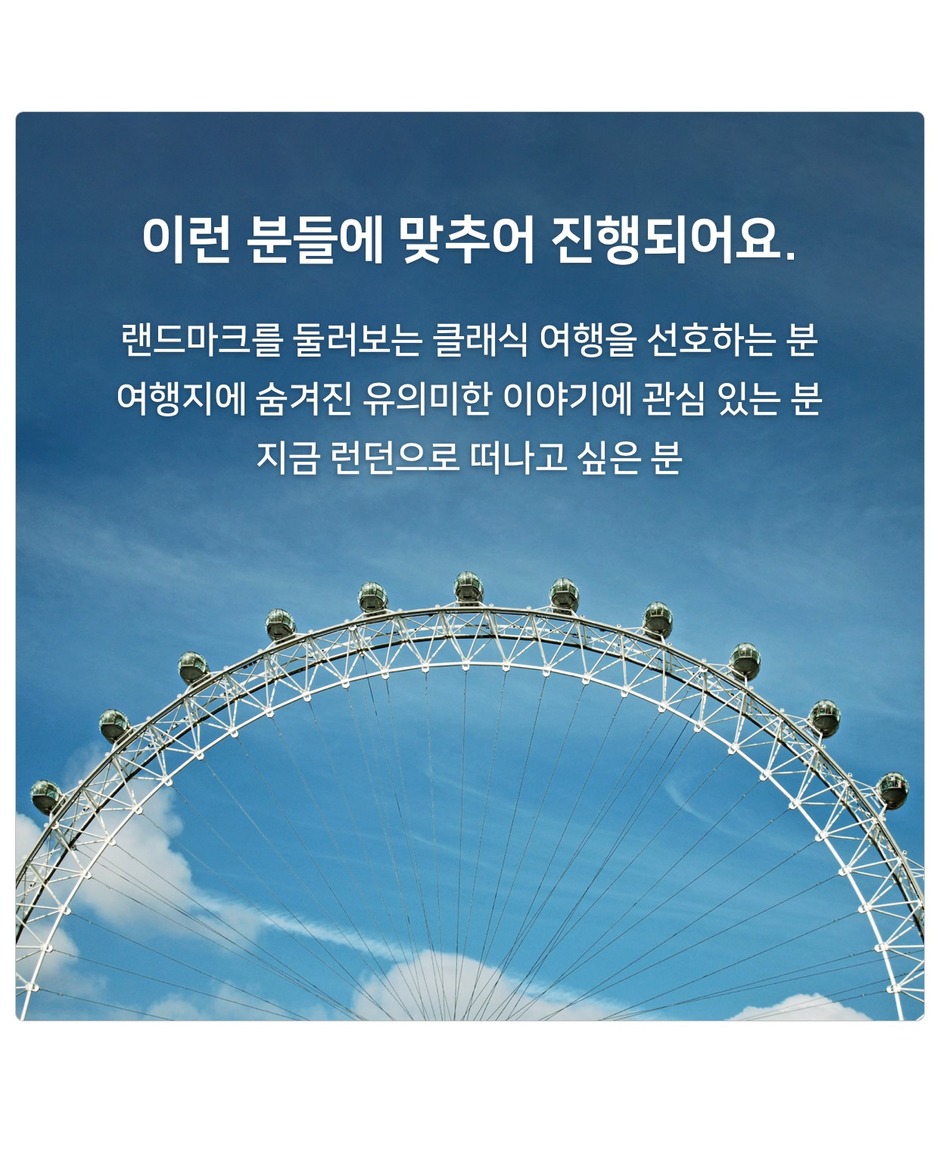 이런 분들에 맞추어 진행되어요.
랜드마크를 둘러보는 클래식 여행을 선호하는 분
여행지에 숨겨진 유의미한 이야기에 관심 있는 분
지금 런던으로 떠나고 싶은 분